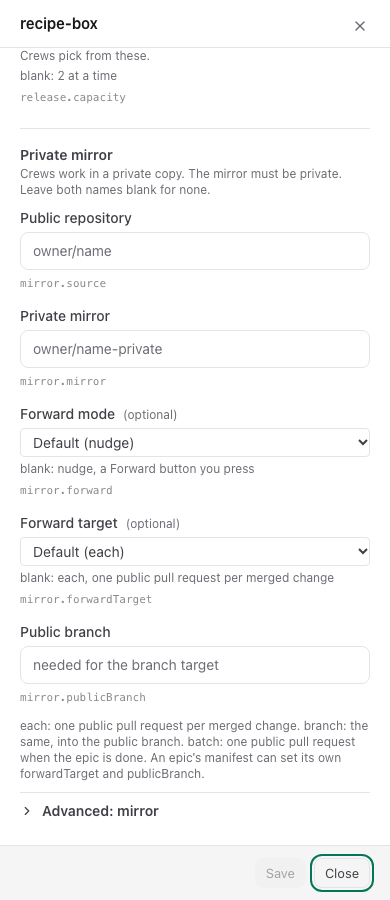 recipe-box
Crews pick from these.
blank: 2 at a time
release.capacity
Private mirror
Crews work in a private copy. The mirror must be private.
Leave both names blank for none.
Public repository
owner/name
mirror.source
Private mirror
owner/name-private
mirror.mirror
Forward mode (optional)
Default (nudge)
blank: nudge, a Forward button you press
mirror.forward
Forward target (optional)
Default (each)
blank: each, one public pull request per merged change
mirror.forwardTarget
Public branch
needed for the branch target
mirror.publicBranch
each: one public pull request per merged change. branch: the
same, into the public branch. batch: one public pull request
when the epic is done. An epic's manifest can set its own
forwardTarget and publicBranch.
Advanced: mirror
Save Close